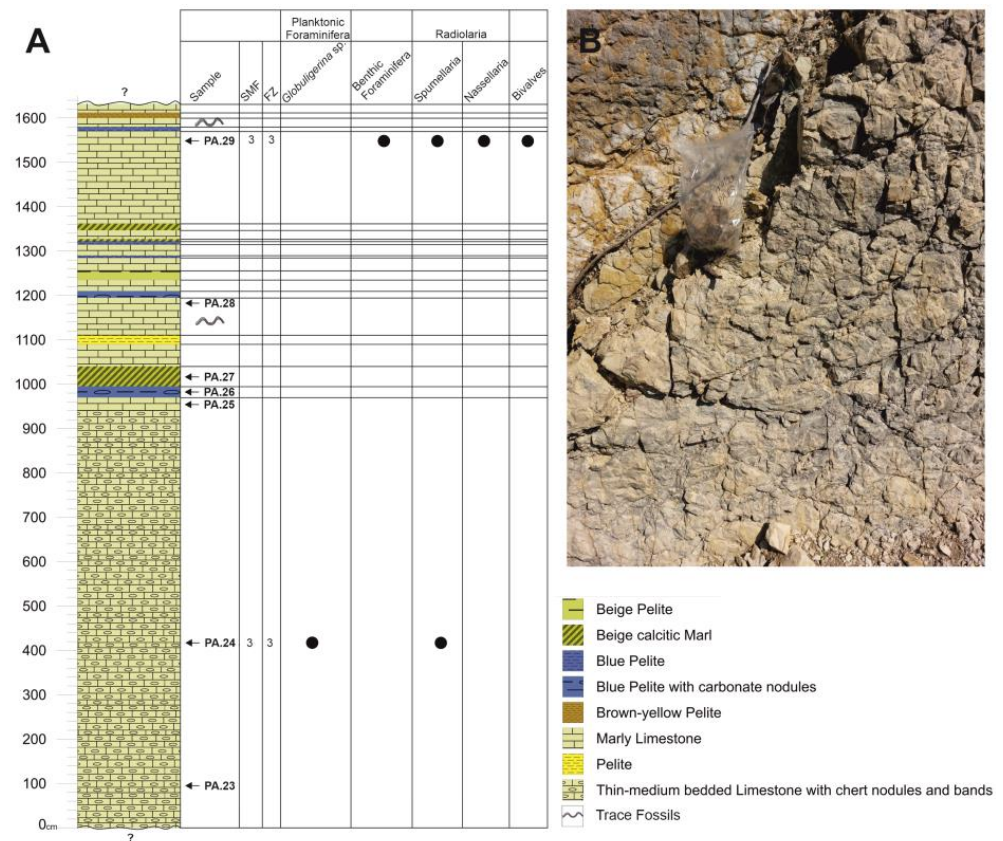 A
B
Planktonic
Foraminifera
Radiolaria
Sample
SMF
FZ
Globuligerina sp.
Benthic
Foraminifera
Spumellaria
Nassellaria
Bivalves
?
1600
PA.29 3 3
1500
1400
1300
1200
PA.28
1100
PA.27
1000
PA.26
PA.25
900
800
700
600
500
PA.24 3 3
400
300
200
100
PA.23
0cm
?
Beige Pelite
Beige calcitic Marl
Blue Pelite
Blue Pelite with carbonate nodules
Brown-yellow Pelite
Marly Limestone
Pelite
Thin-medium bedded Limestone with chert nodules and bands
Trace Fossils